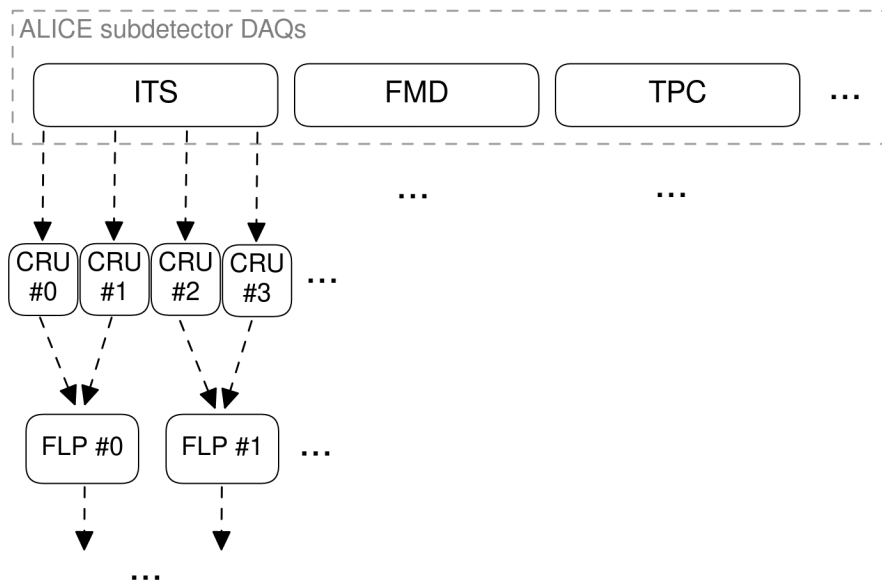 ALICE subdetector DAQs
ITS
FMD
TPC
...
...
...
CRU
#0
CRU
#1
CRU
#2
CRU
#3
...
FLP #0
FLP #1
...
...